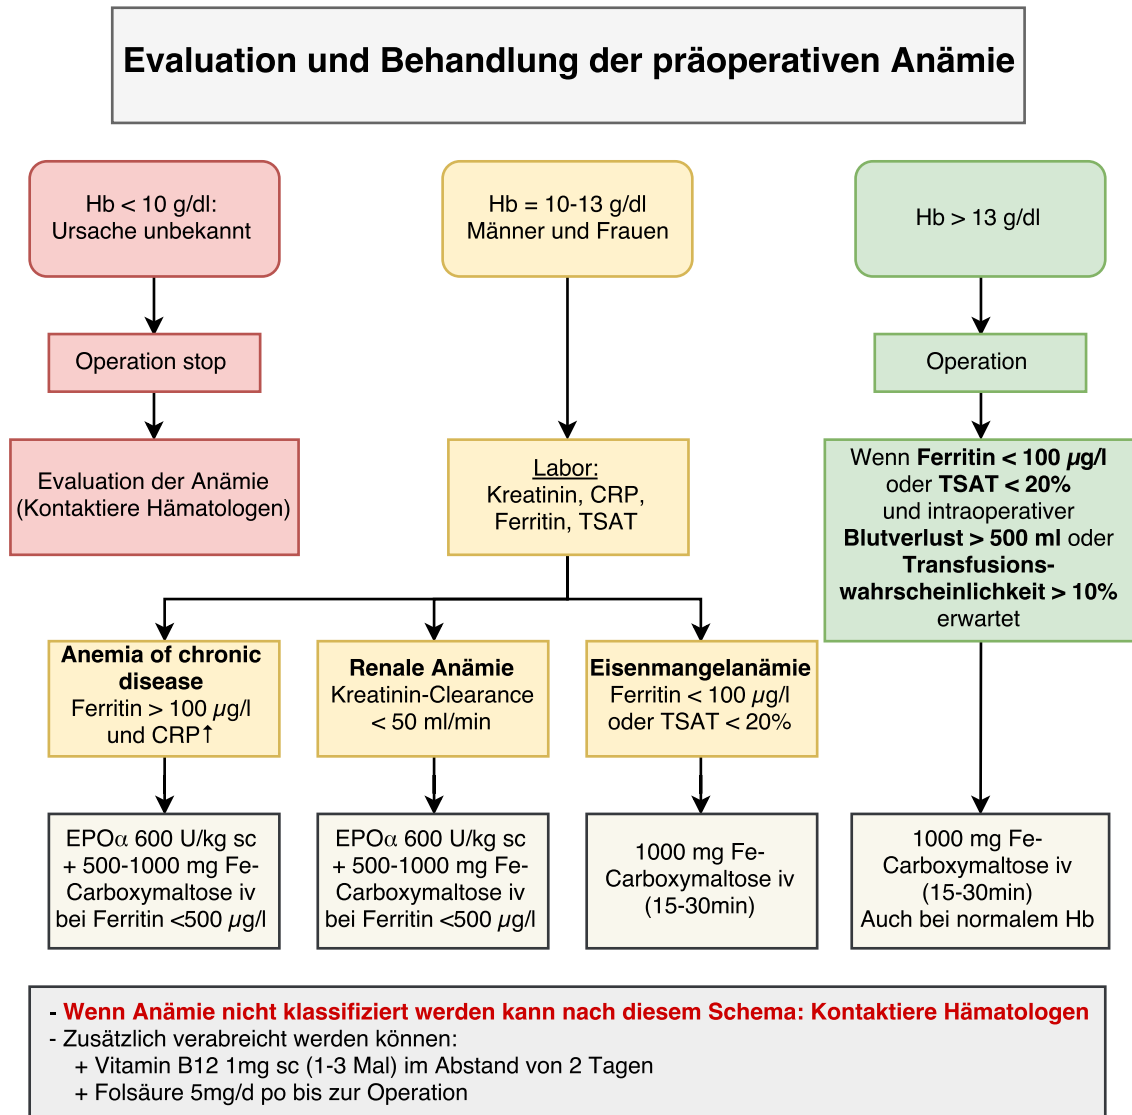 Evaluation und Behandlung der präoperativen Anämie
Hb < 10 g/dl:
Ursache unbekannt
Hb = 10-13 g/dl
Männer und Frauen
Hb > 13 g/dl
Operation stop
Operation
Evaluation der Anämie
(Kontaktiere Hämatologen)
Labor:
Kreatinin, CRP,
Ferritin, TSAT
Wenn Ferritin < 100 µg/l
oder TSAT < 20%
und intraoperativer
Blutverlust > 500 ml oder
Transfusions-
wahrscheinlichkeit > 10%
erwartet
Anemia of chronic
disease
Ferritin > 100 µg/l
und CRP↑
Renale Anämie
Kreatinin-Clearance
< 50 ml/min
Eisenmangelanämie
Ferritin < 100 µg/l
oder TSAT < 20%
EPOα 600 U/kg sc
+ 500-1000 mg Fe-
Carboxymaltose iv
bei Ferritin <500 µg/l
EPOα 600 U/kg sc
+ 500-1000 mg Fe-
Carboxymaltose iv
bei Ferritin <500 µg/l
1000 mg Fe-
Carboxymaltose iv
(15-30min)
1000 mg Fe-
Carboxymaltose iv
(15-30min)
Auch bei normalem Hb
- Wenn Anämie nicht klassifiziert werden kann nach diesem Schema: Kontaktiere Hämatologen
- Zusätzlich verabreicht werden können:
+ Vitamin B12 1mg sc (1-3 Mal) im Abstand von 2 Tagen
+ Folsäure 5mg/d po bis zur Operation